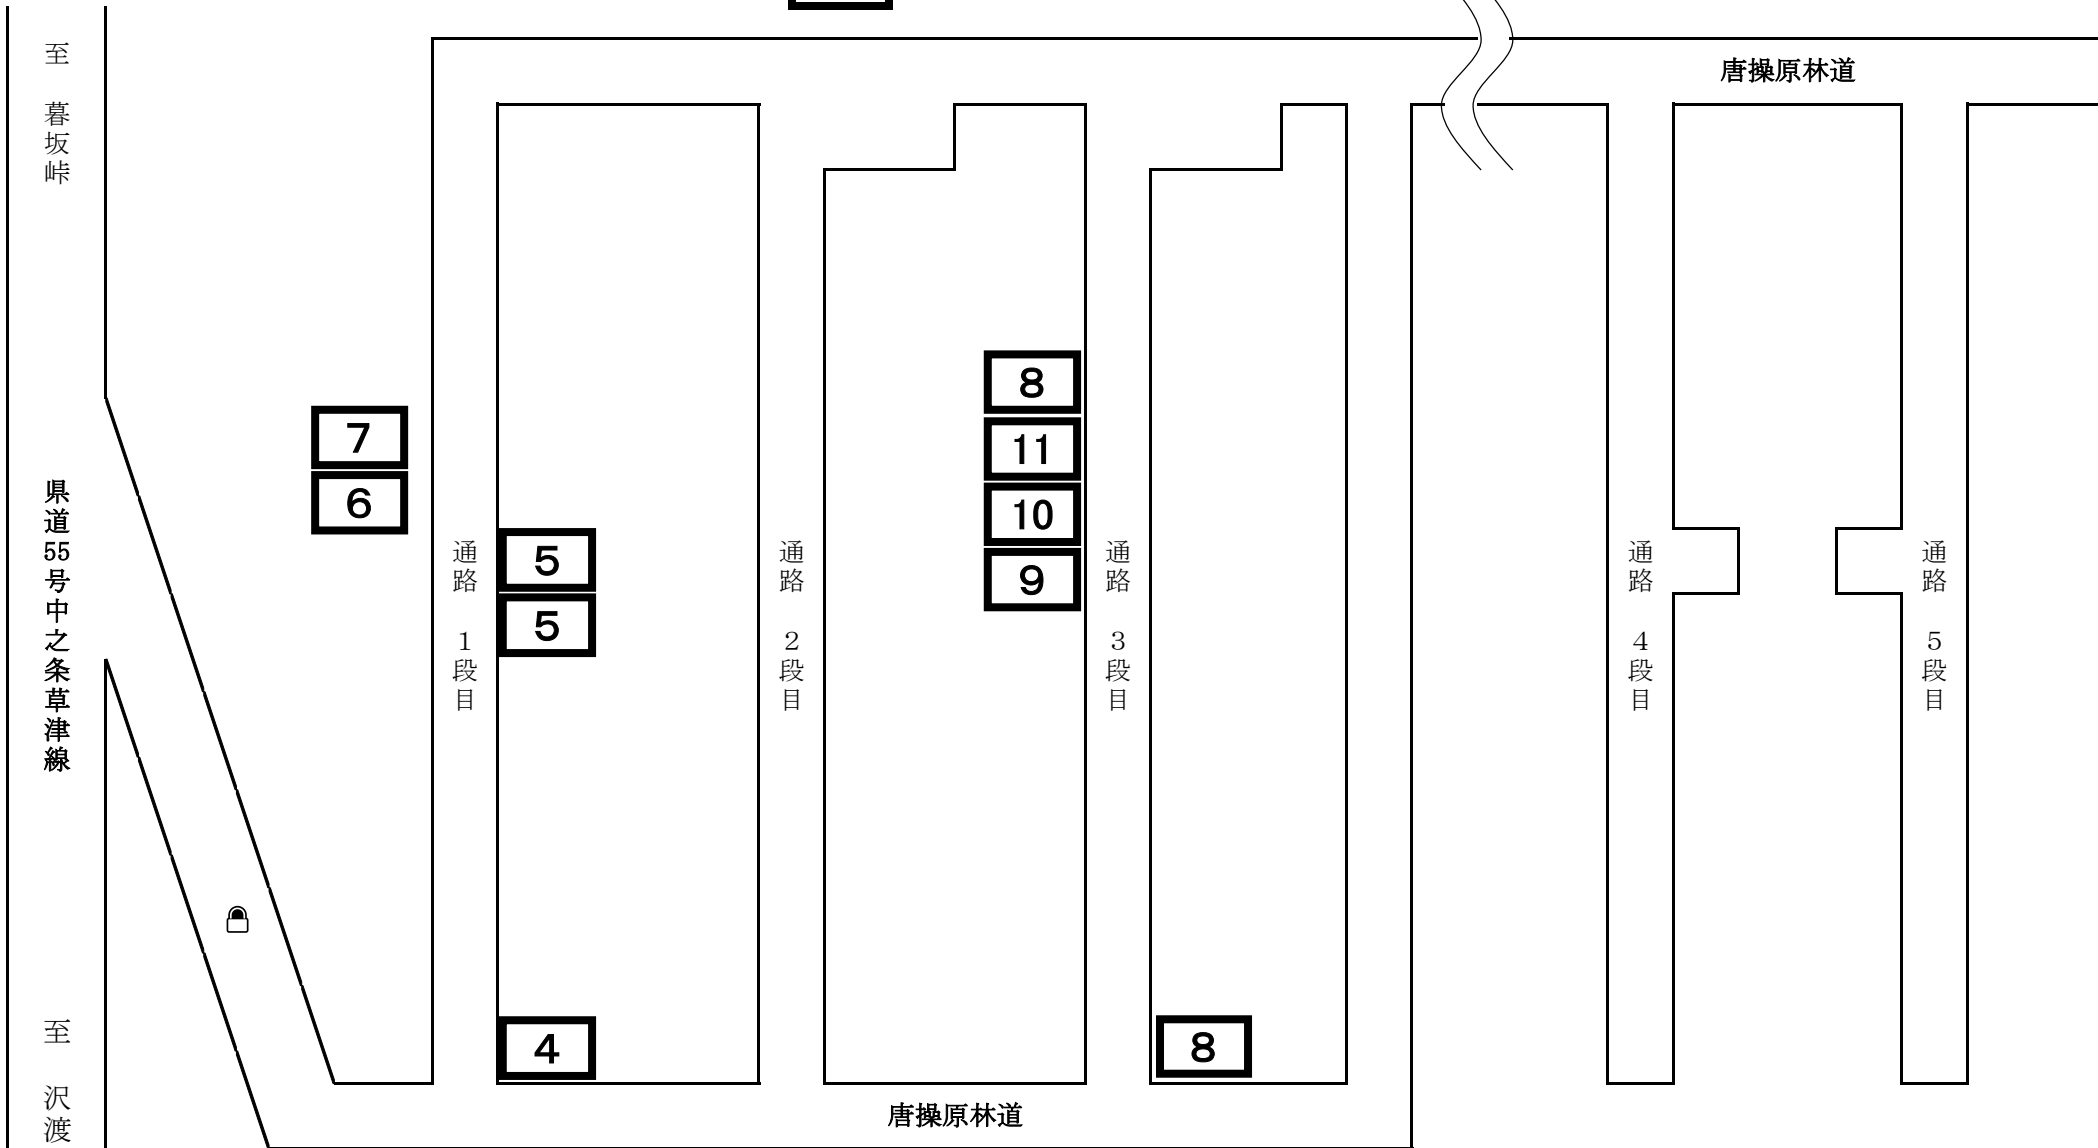 至 暮坂峠
県道55号中之条草津線
至 沢渡
唐操原林道
7
6
通路 1段目
5
5
4
通路 2段目
8
11
10
9
通路 3段目
8
通路 4段目
通路 5段目
唐操原林道